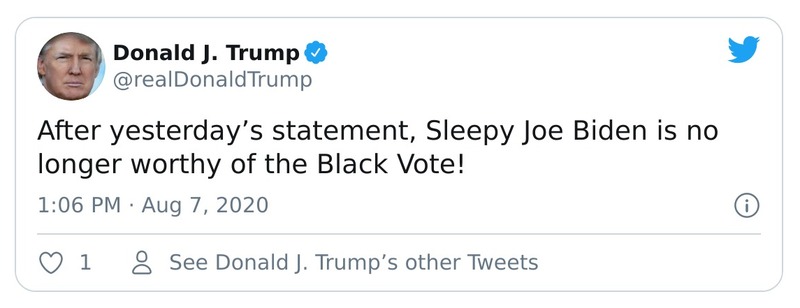 Donald J. Trump
@realDonaldTrump
After yesterday’s statement, Sleepy Joe Biden is no
longer worthy of the Black Vote!
1:06 PM · Aug 7, 2020
1 See Donald J. Trump’s other Tweets